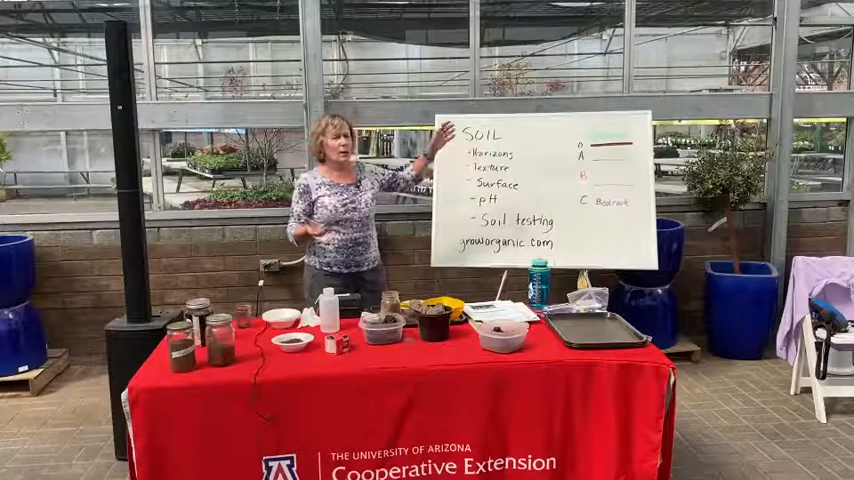 SOIL
- Horizons
- Texture
- Surface
- pH
- Soil testing
groworganic.com
O
A
B
C Bedrock
A
THE UNIVERSITY OF ARIZONA
Cooperative Extension